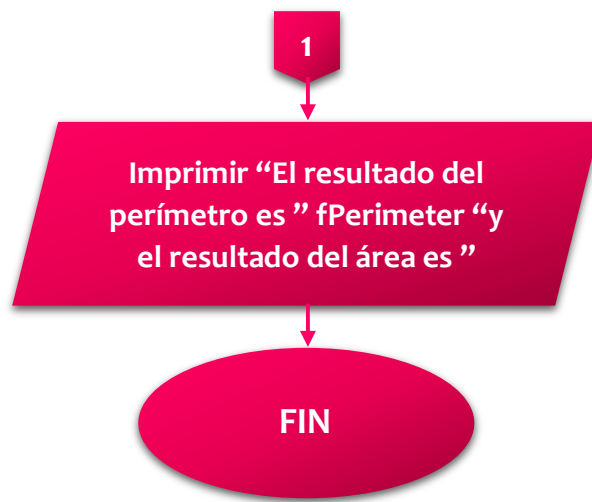 1
Imprimir “El resultado del
perímetro es ” fPerimeter “y
el resultado del área es ”
FIN